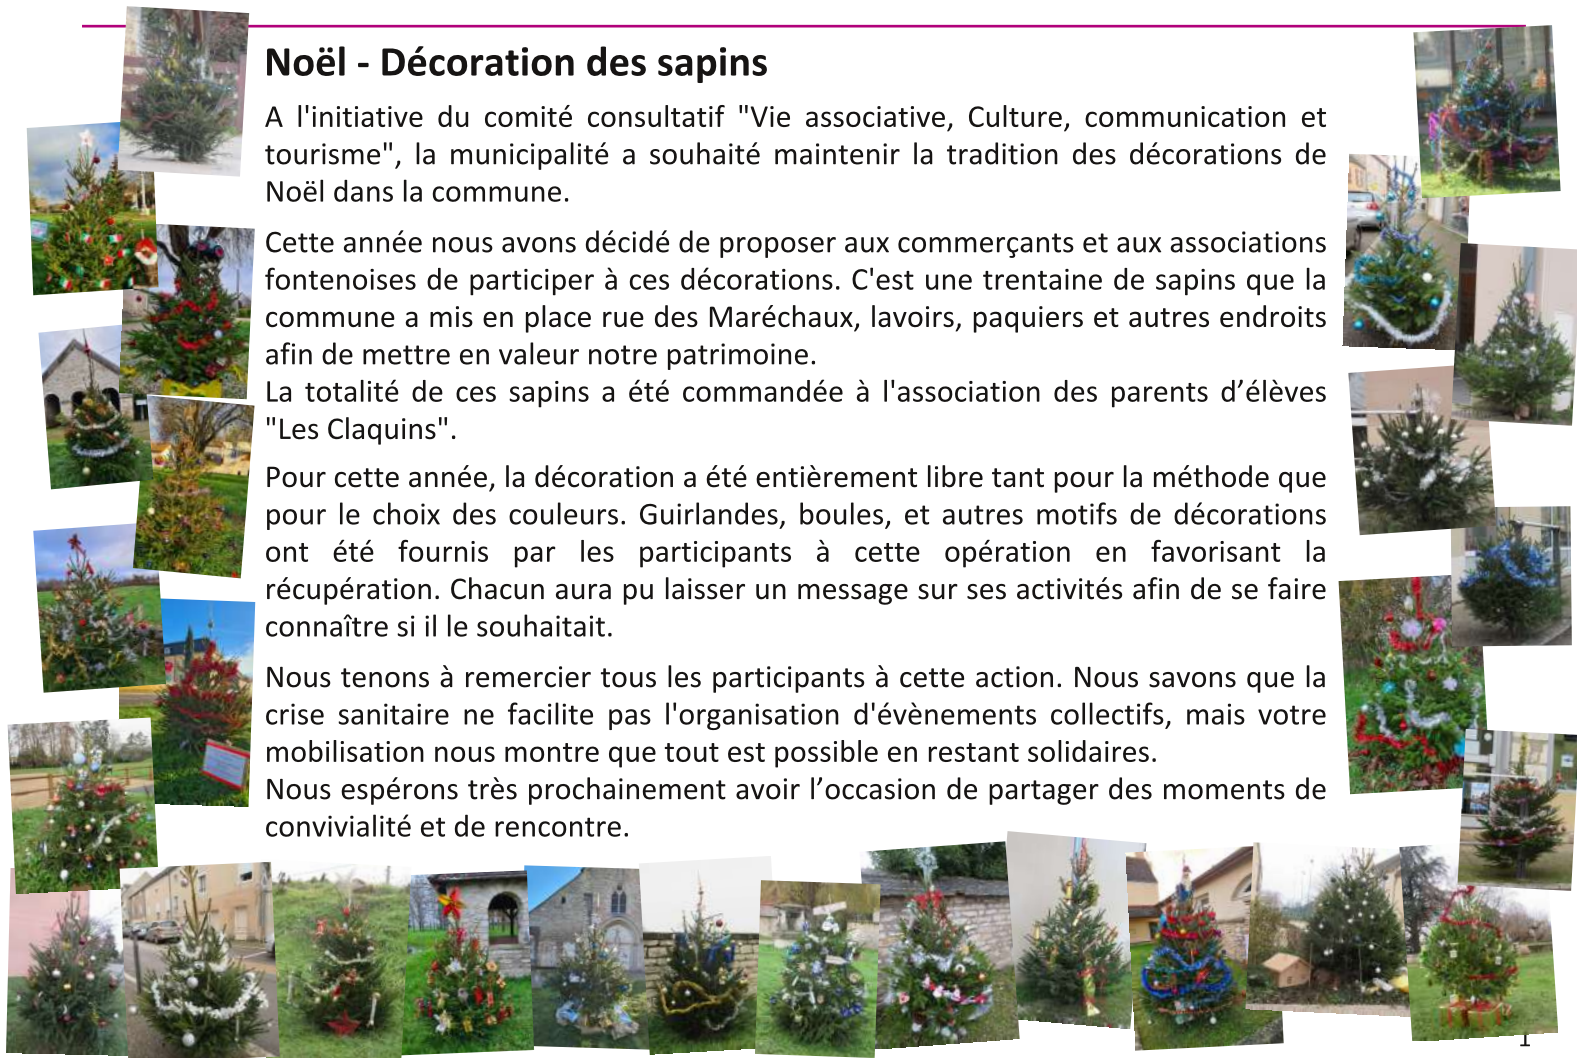 Noël - Décoration des sapins
A l'initiative du comité consultatif "Vie associative, Culture, communication et
tourisme", la municipalité a souhaité maintenir la tradition des décorations de
Noël dans la commune.
Cette année nous avons décidé de proposer aux commerçants et aux associations
fontenoises de participer à ces décorations. C'est une trentaine de sapins que la
commune a mis en place rue des Maréchaux, lavoirs, paquiers et autres endroits
afin de mettre en valeur notre patrimoine.
La totalité de ces sapins a été commandée à l'association des parents d’élèves
"Les Claquins".
Pour cette année, la décoration a été entièrement libre tant pour la méthode que
pour le choix des couleurs. Guirlandes, boules, et autres motifs de décorations
ont été fournis par les participants à cette opération en favorisant la
récupération. Chacun aura pu laisser un message sur ses activités afin de se faire
connaître si il le souhaitait.
Nous tenons à remercier tous les participants à cette action. Nous savons que la
crise sanitaire ne facilite pas l'organisation d'évènements collectifs, mais votre
mobilisation nous montre que tout est possible en restant solidaires.
Nous espérons très prochainement avoir l’occasion de partager des moments de
convivialité et de rencontre.
1